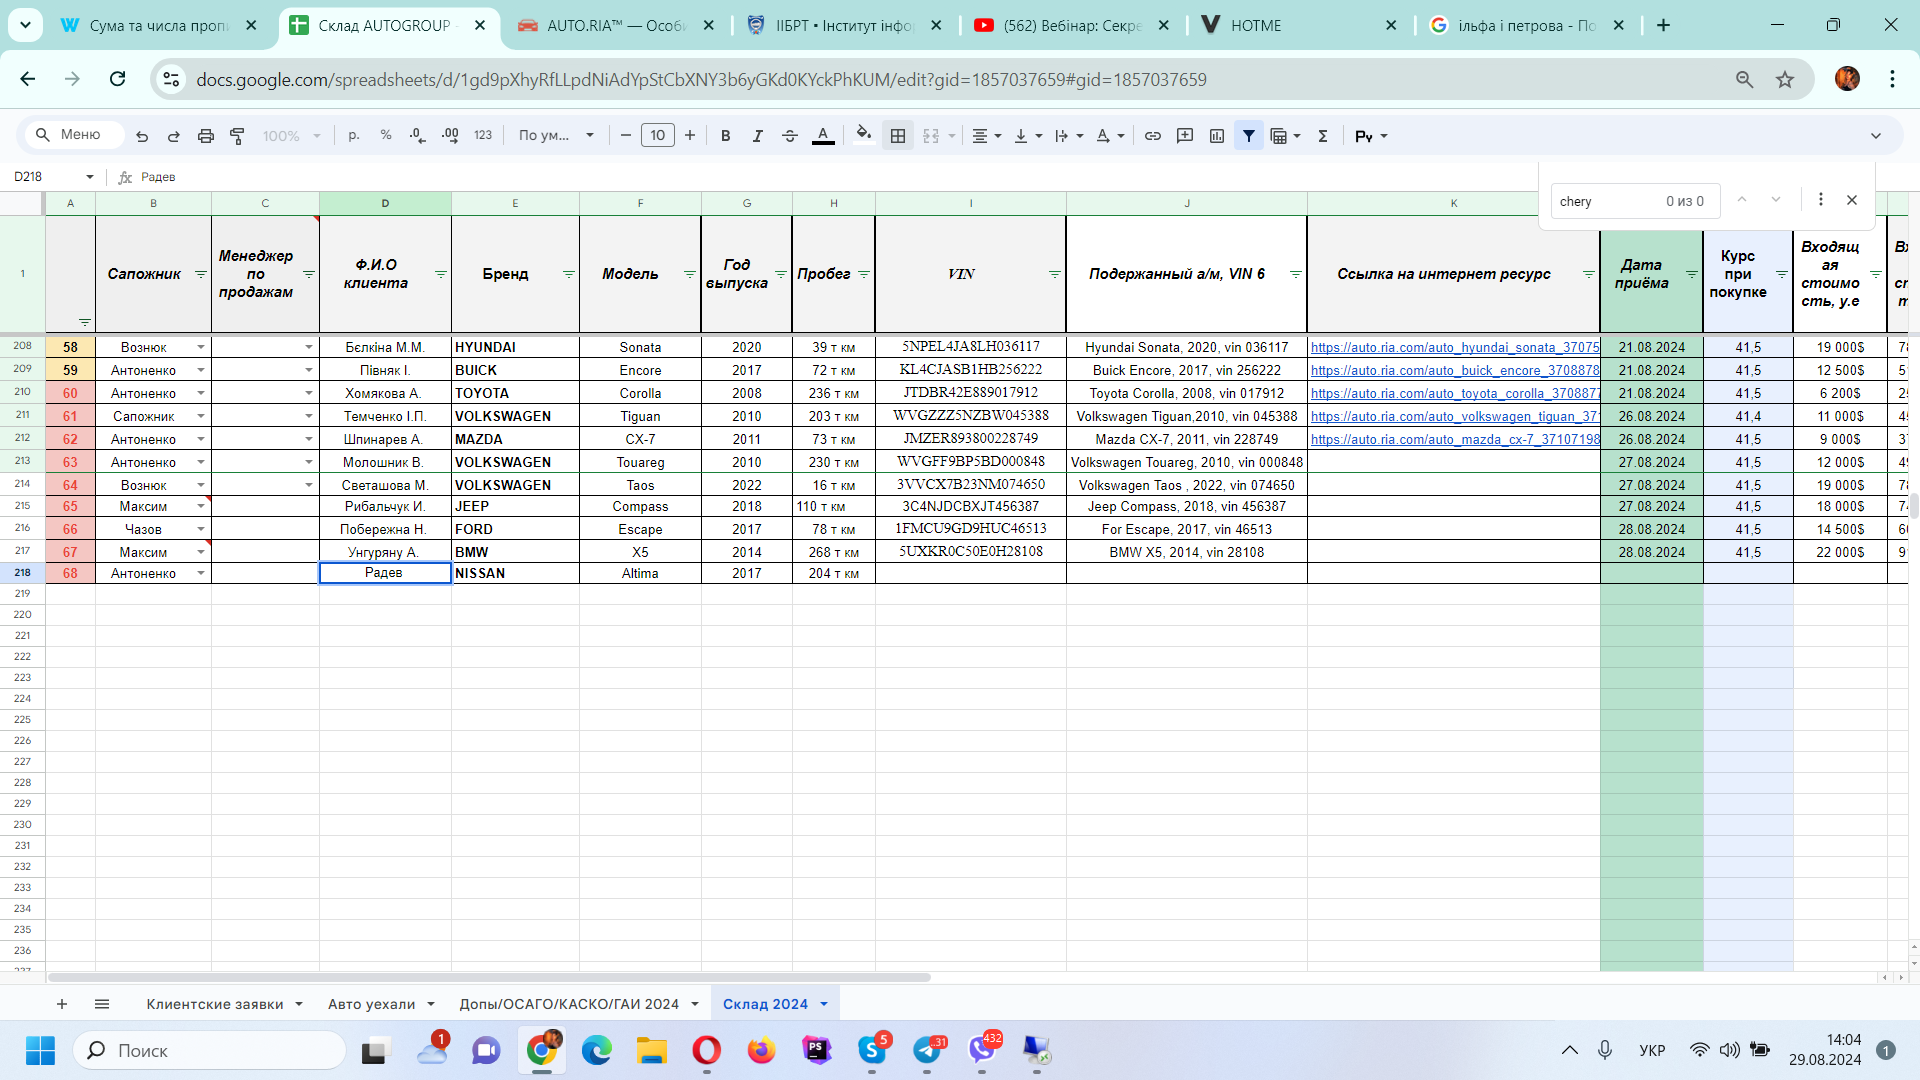 Сума та числа пропи
Склад AUTOGROUP -
AUTO.RIA™ — Особи
ІІБРТ • Інститут інфо
(562) Вебінар: Секре
HOTME
ільфа і петрова - По
docs.google.com/spreadsheets/d/1gd9pXhyRfLLpdNiAdYpStCbXNY3b6yGKd0KYckPhKUM/edit?gid=1857037659#gid=1857037659
Меню 100% р. % .0 .00 123 По ум... 10 B I A Σ Py
D218 fx Радев
chery 0 из 0
A B C D E F G H I J K
1 Сапожник Менеджер по продажам Ф.И.О клиента Бренд Модель Год выпуска Пробег VIN Подержанный а/м, VIN 6 Ссылка на интернет ресурс Дата приёма Курс при покупке Входящая стоимость, у.е
208 58 Вознюк Бєлкіна М.М. HYUNDAI Sonata 2020 39 т км 5NPEL4JA8LH036117 Hyundai Sonata, 2020, vin 036117 https://auto.ria.com/auto_hyundai_sonata_37075 21.08.2024 41,5 19 000$
209 59 Антоненко Півняк І. BUICK Encore 2017 72 т км KL4CJASB1HB256222 Buick Encore, 2017, vin 256222 https://auto.ria.com/auto_buick_encore_3708878 21.08.2024 41,5 12 500$
210 60 Антоненко Хомякова А. TOYOTA Corolla 2008 236 т км JTDBR42E889017912 Toyota Corolla, 2008, vin 017912 https://auto.ria.com/auto_toyota_corolla_370887 21.08.2024 41,5 6 200$
211 61 Сапожник Темченко І.П. VOLKSWAGEN Tiguan 2010 203 т км WVGZZZ5NZBW045388 Volkswagen Tiguan,2010, vin 045388 https://auto.ria.com/auto_volkswagen_tiguan_37 26.08.2024 41,4 11 000$
212 62 Антоненко Шпинарев А. MAZDA CX-7 2011 73 т км JMZER893800228749 Mazda CX-7, 2011, vin 228749 https://auto.ria.com/auto_mazda_cx-7_37107198 26.08.2024 41,5 9 000$
213 63 Антоненко Молошник В. VOLKSWAGEN Touareg 2010 230 т км WVGFF9BP5BD000848 Volkswagen Touareg, 2010, vin 000848 27.08.2024 41,5 12 000$
214 64 Вознюк Светашова М. VOLKSWAGEN Taos 2022 16 т км 3VVCX7B23NM074650 Volkswagen Taos , 2022, vin 074650 27.08.2024 41,5 19 000$
215 65 Максим Рибальчук И. JEEP Compass 2018 110 т км 3C4NJDCBXJT456387 Jeep Compass, 2018, vin 456387 27.08.2024 41,5 18 000$
216 66 Чазов Побережна Н. FORD Escape 2017 78 т км 1FMCU9GD9HUC46513 For Escape, 2017, vin 46513 28.08.2024 41,5 14 500$
217 67 Максим Унгуряну А. BMW X5 2014 268 т км 5UXKR0C50E0H28108 BMW X5, 2014, vin 28108 28.08.2024 41,5 22 000$
218 68 Антоненко Радев NISSAN Altima 2017 204 т км
219
220
221
222
223
224
225
226
227
228
229
230
231
232
233
234
235
236
Клиентские заявки Авто уехали Допы/ОСАГО/КАСКО/ГАИ 2024 Склад 2024
Поиск 1 PS 5 ..31 432 УКР 14:04
29.08.2024 1